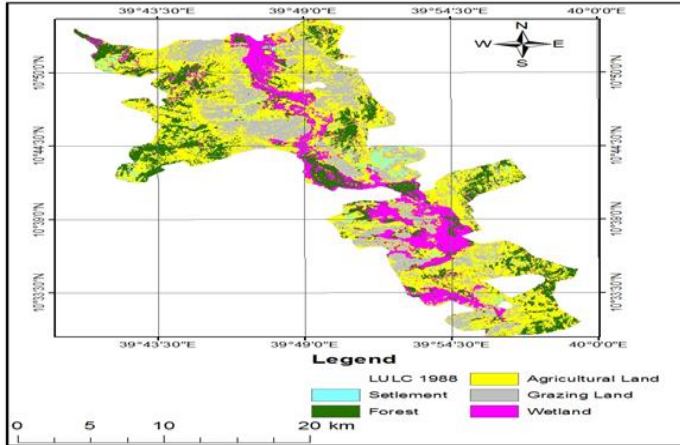 39°43'30"E 39°49'0"E 39°54'30"E 40°0'0"E
N
W E
S
10°50'0"N 10°50'0"N
10°44'30"N 10°44'30"N
10°39'0"N 10°39'0"N
10°33'30"N 10°33'30"N
39°43'30"E 39°49'0"E 39°54'30"E 40°0'0"E
Legend
LULC 1988 Agricultural Land
Setlement Grazing Land
Forest Wetland
0 5 10 20 km